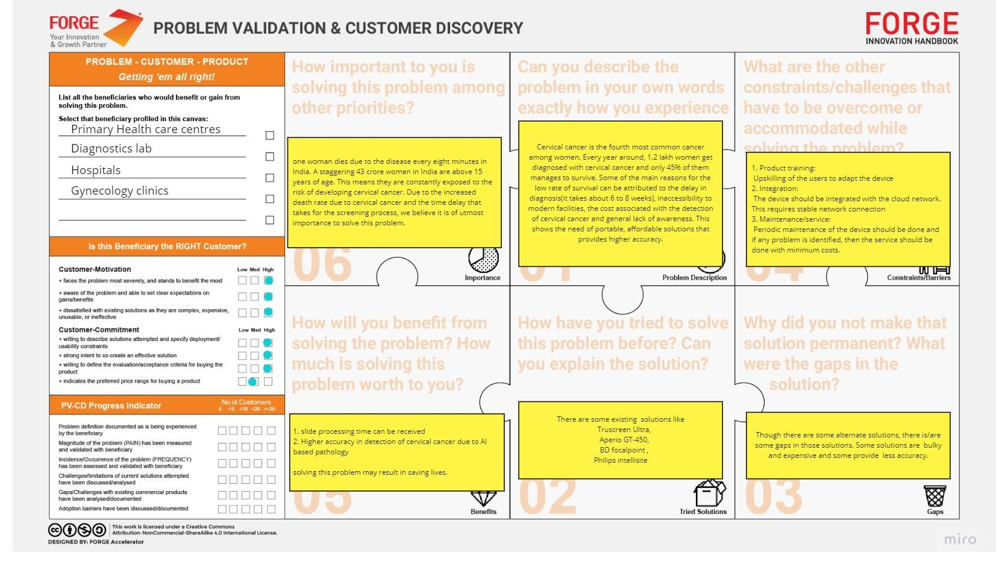 FORGE
Your Innovation
& Growth Partner
PROBLEM VALIDATION & CUSTOMER DISCOVERY
FORGE
INNOVATION HANDBOOK
PROBLEM - CUSTOMER - PRODUCT
Getting 'em all right!
List all the beneficiaries who would benefit or gain from
solving this problem.
Select that beneficiary profiled in this canvas:
Primary Health care centres
Diagnostics lab
Hospitals
Gynecology clinics
Is this Beneficiary the RIGHT Customer?
Customer-Motivation
Low Med High
+ faces the problem most severely, and stands to benefit the most
+ aware of the problem and able to set clear expectations on
gains/benefits
+ dissatisfied with existing solutions as they are complex, expensive,
unusable, or ineffective
Customer-Commitment
Low Med High
+ willing to describe solutions attempted and specify deployment/
usability constraints
+ strong intent to co-create an effective solution
+ willing to define the evaluation/acceptance criteria for buying the
product
+ indicates the preferred price range for buying a product
PV-CD Progress Indicator
No.of.Customers
0 <5 <10 <20 >=20
Problem definition documented as is being experienced
by the beneficiary
Magnitude of the problem (PAIN) has been measured
and validated with beneficiary
Incidence/Occurrence of the problem (FREQUENCY)
has been assessed and validated with beneficiary
Challenges/limitations of current solutions attempted
have been discussed/analysed
Gaps/Challenges with existing commercial products
have been analysed/documented
Adoption barriers have been discussed/documented
How important to you is
solving this problem among
other priorities?
one woman dies due to the disease every eight minutes in
India. A staggering 43 crore women in India are above 15
years of age. This means they are constantly exposed to the
risk of developing cervical cancer. Due to the increased
death rate due to cervical cancer and the time delay that
takes for the screening process, we believe it is of utmost
importance to solve this problem.
06
Importance
Can you describe the
problem in your own words
exactly how you experience
Cervical cancer is the fourth most common cancer
among women. Every year around, 1.2 lakh women get
diagnosed with cervical cancer and only 45% of them
manages to survive. Some of the main reasons for the
low rate of survival can be attributed to the delay in
diagnosis(it takes about 6 to 8 weeks), inaccessibility to
modern facilities, the cost associated with the detection
of cervical cancer and general lack of awareness. This
shows the need of portable, affordable solutions that
provides higher accuracy.
01
Problem Description
What are the other
constraints/challenges that
have to be overcome or
accommodated while
solving the problem?
1. Product training:
Upskilling of the users to adapt the device
2. Integration:
The device should be integrated with the cloud network.
This requires stable network connection
3. Maintenance/service:
Periodic maintenance of the device should be done and
if any problem is identified, then the service should be
done with minimum costs.
04
Constraints/Barriers
How will you benefit from
solving the problem? How
much is solving this
problem worth to you?
1. slide processing time can be received
2. Higher accuracy in detection of cervical cancer due to AI
based pathology
solving this problem may result in saving lives.
05
Benefits
How have you tried to solve
this problem before? Can
you explain the solution?
There are some existing solutions like
Truscreen Ultra,
Aperio GT-450,
BD focalpoint ,
Philips intellisite
02
Tried Solutions
Why did you not make that
solution permanent? What
were the gaps in the
solution?
Though there are some alternate solutions, there is/are
some gaps in those solutions. Some solutions are bulky
and expensive and some provide less accuracy.
03
Gaps
This work is licensed under a Creative Commons
Attribution-NonCommercial-ShareAlike 4.0 International License.
DESIGNED BY: FORGE Accelerator
miro